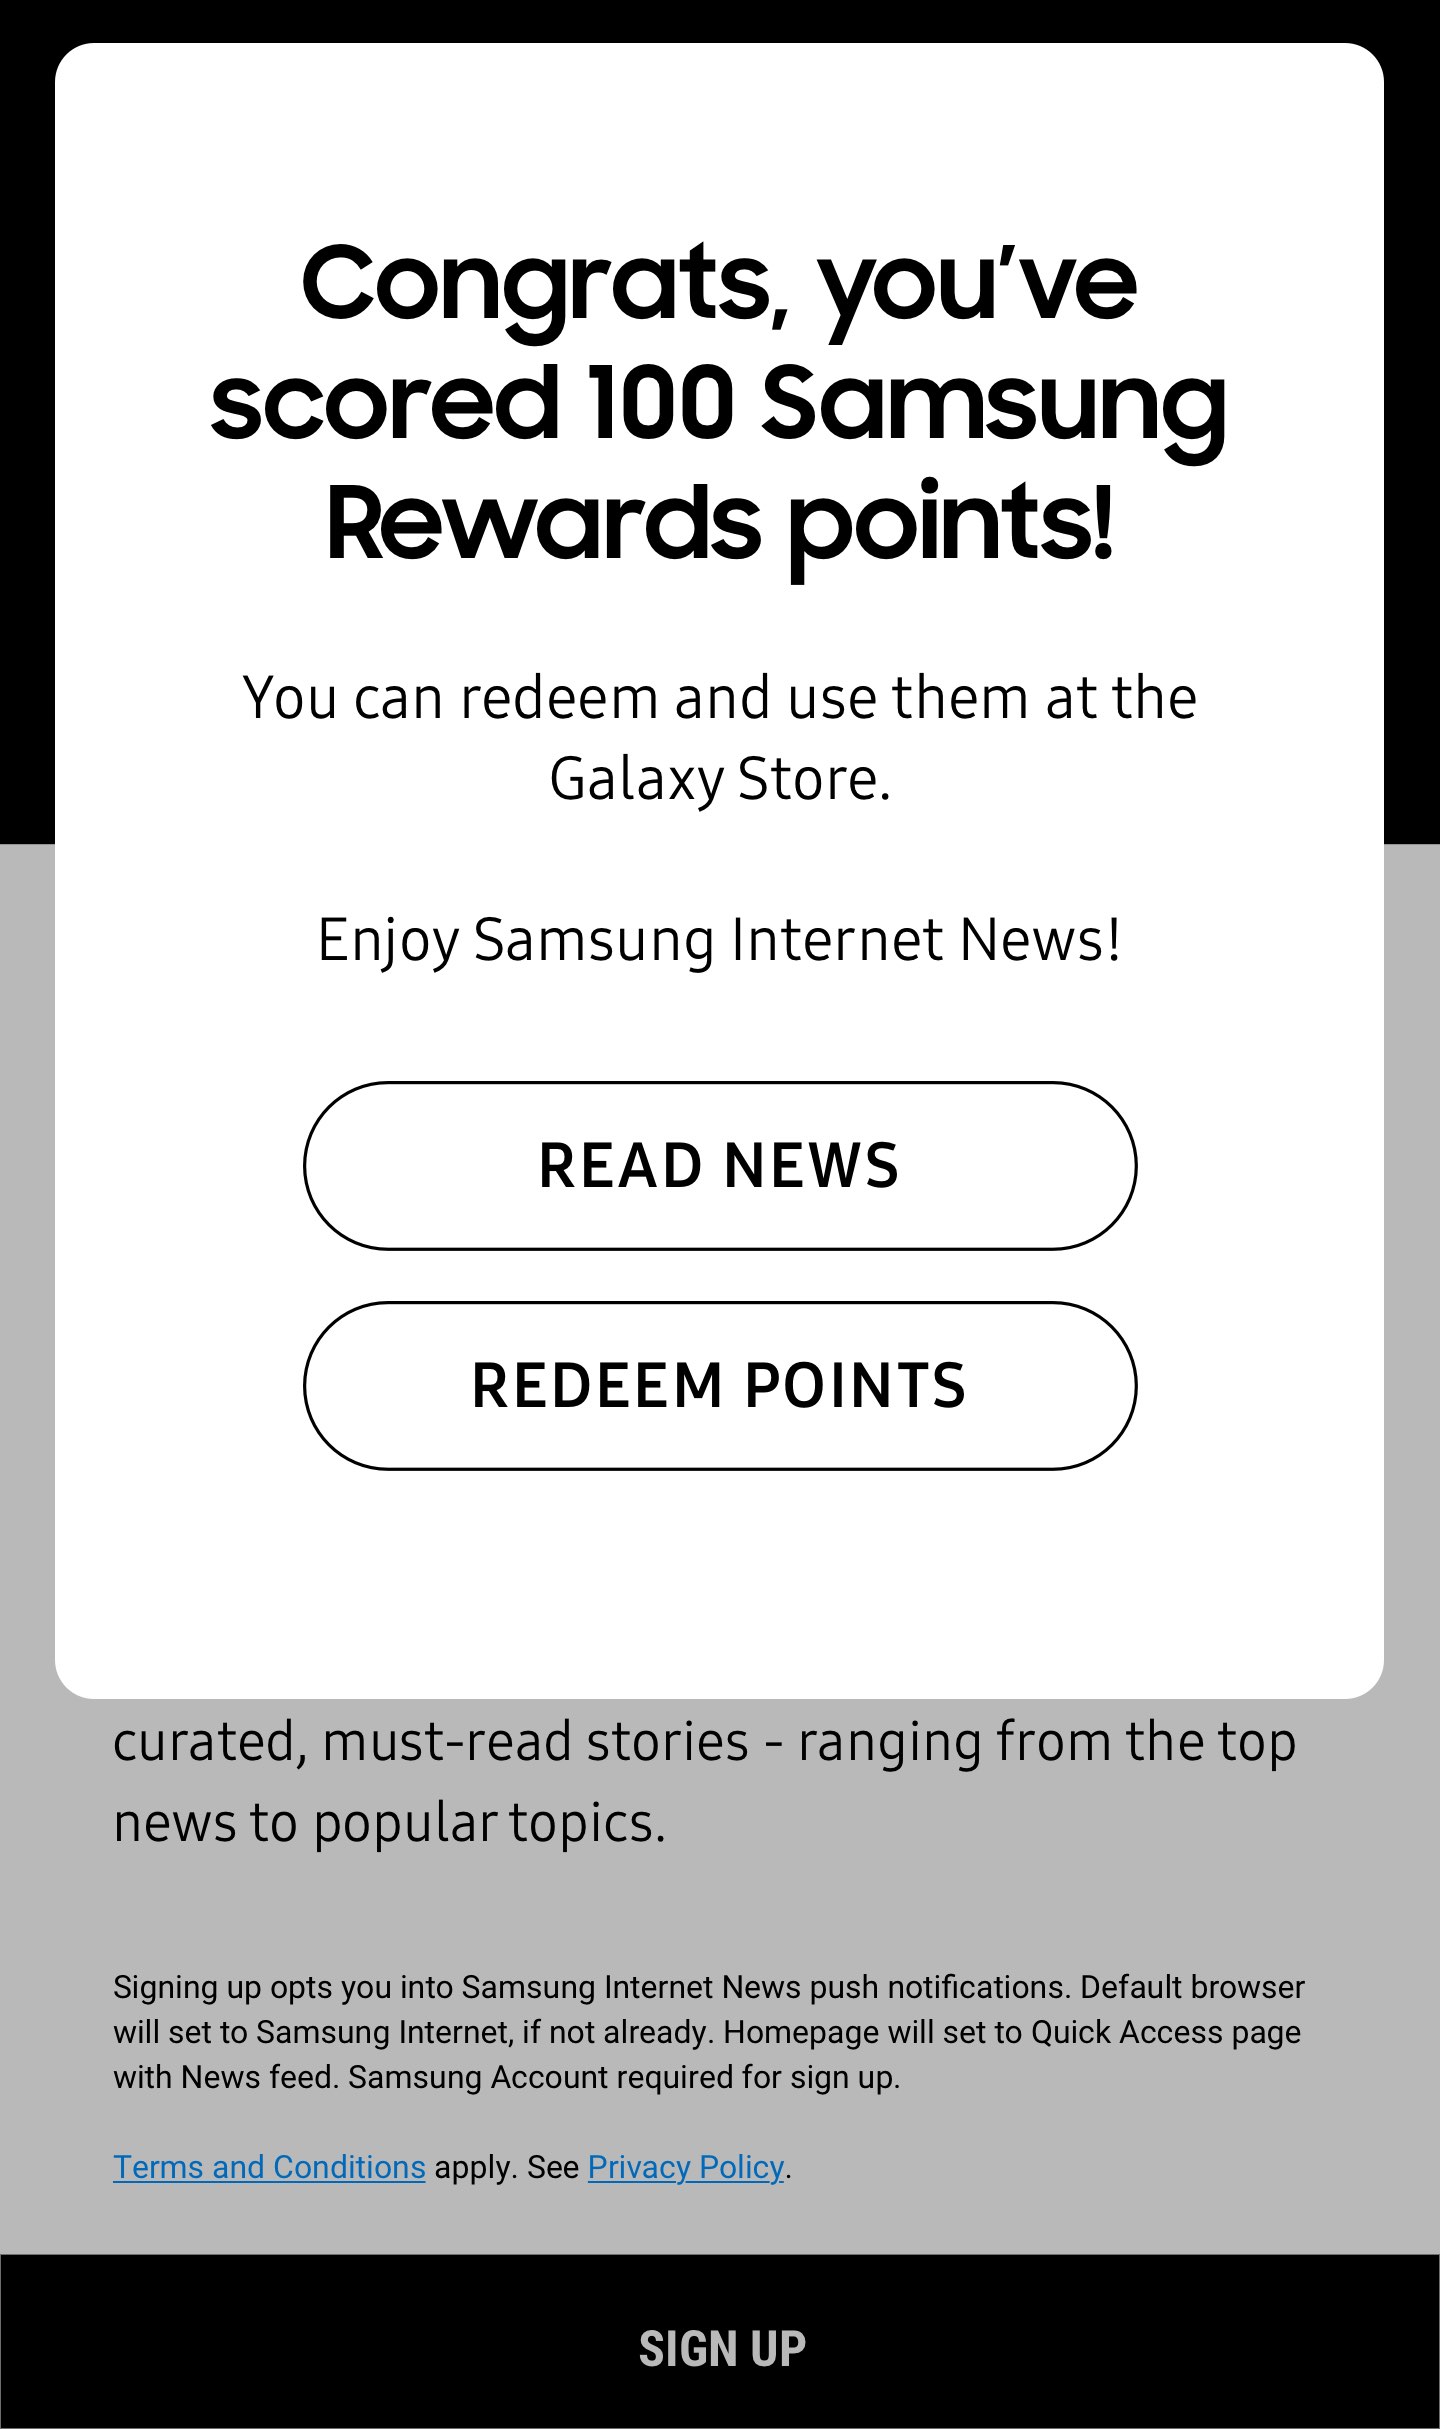 Congrats, you've
scored 100 Samsung
Rewards points!
You can redeem and use them at the
Galaxy Store.
Enjoy Samsung Internet News!
READ NEWS
REDEEM POINTS
curated, must-read stories - ranging from the top
news to popular topics.
Signing up opts you into Samsung Internet News push notifications. Default browser
will set to Samsung Internet, if not already. Homepage will set to Quick Access page
with News feed. Samsung Account required for sign up.
Terms and Conditions apply. See Privacy Policy.
SIGN UP